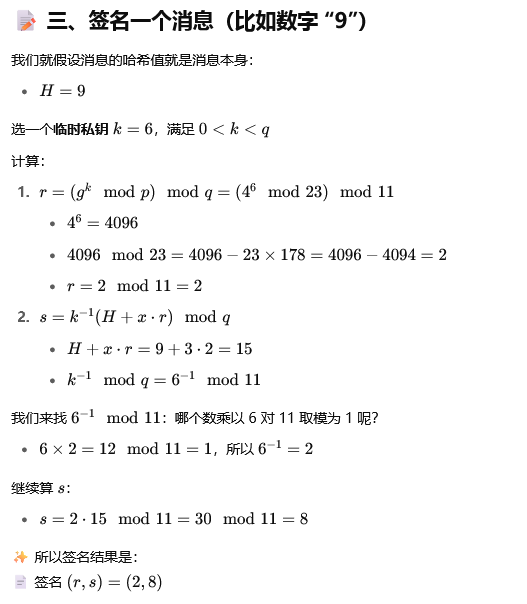 📝 三、签名一个消息（比如数字 “9”）
我们就假设消息的哈希值就是消息本身：
• H = 9
选一个临时私钥 k = 6，满足 0 < k < q
计算：
1. r = (g^k mod p) mod q = (4^6 mod 23) mod 11
• 4^6 = 4096
• 4096 mod 23 = 4096 − 23 × 178 = 4096 − 4094 = 2
• r = 2 mod 11 = 2
2. s = k^−1(H + x · r) mod q
• H + x · r = 9 + 3 · 2 = 15
• k^−1 mod q = 6^−1 mod 11
我们来找 6^−1 mod 11：哪个数乘以 6 对 11 取模为 1 呢？
• 6 × 2 = 12 mod 11 = 1，所以 6^−1 = 2
继续算 s：
• s = 2 · 15 mod 11 = 30 mod 11 = 8
✨ 所以签名结果是：
📄 签名 (r, s) = (2, 8)